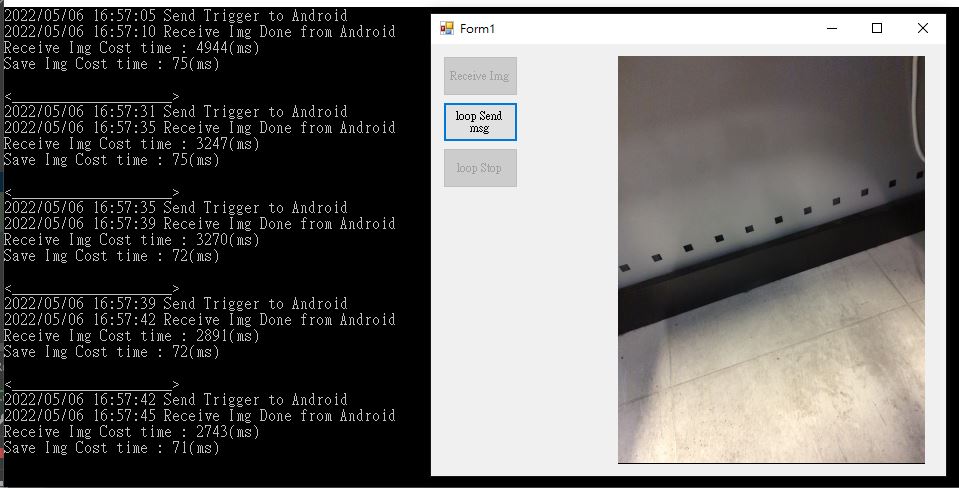 2022/05/06 16:57:05 Send Trigger to Android
2022/05/06 16:57:10 Receive Img Done from Android
Receive Img Cost time : 4944(ms)
Save Img Cost time : 75(ms)
<____________________>
2022/05/06 16:57:31 Send Trigger to Android
2022/05/06 16:57:35 Receive Img Done from Android
Receive Img Cost time : 3247(ms)
Save Img Cost time : 75(ms)
<____________________>
2022/05/06 16:57:35 Send Trigger to Android
2022/05/06 16:57:39 Receive Img Done from Android
Receive Img Cost time : 3270(ms)
Save Img Cost time : 72(ms)
<____________________>
2022/05/06 16:57:39 Send Trigger to Android
2022/05/06 16:57:42 Receive Img Done from Android
Receive Img Cost time : 2891(ms)
Save Img Cost time : 72(ms)
<____________________>
2022/05/06 16:57:42 Send Trigger to Android
2022/05/06 16:57:45 Receive Img Done from Android
Receive Img Cost time : 2743(ms)
Save Img Cost time : 71(ms)
Form1
Receive Img
loop Send
msg
loop Stop